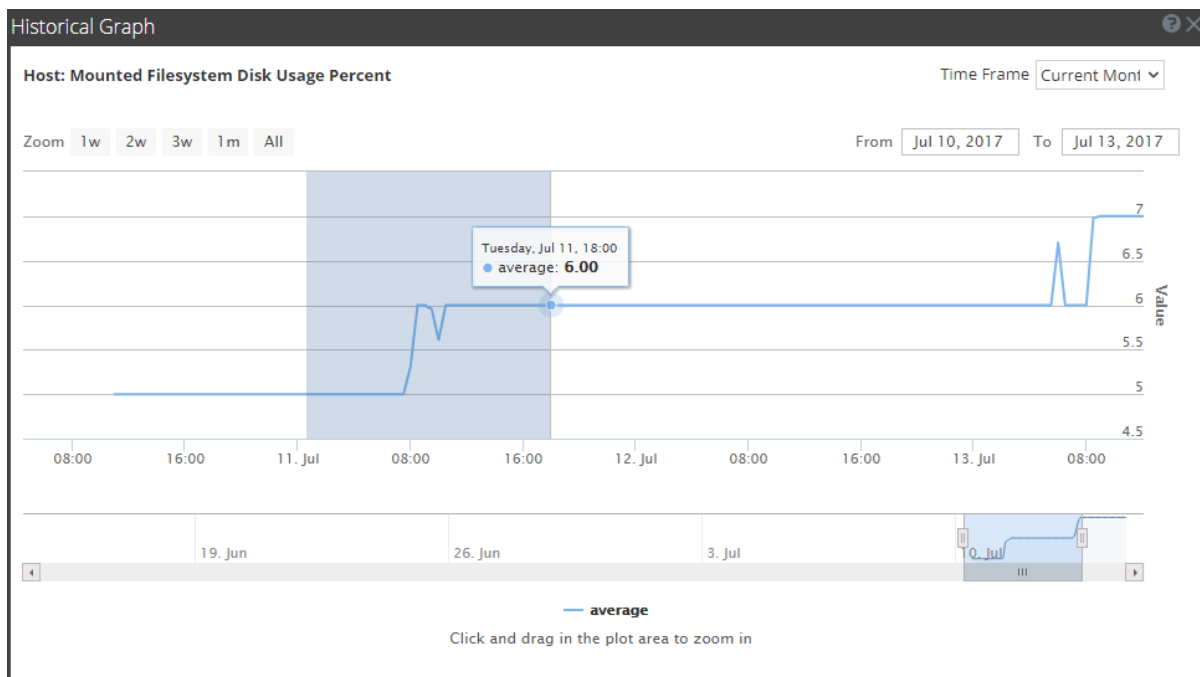 Historical Graph
Host: Mounted Filesystem Disk Usage Percent
Time Frame Current Mont
Zoom 1w 2w 3w 1m All
From Jul 10, 2017 To Jul 13, 2017
Tuesday, Jul 11, 18:00
average: 6.00
7
6.5
6
5.5
5
4.5
Value
08:00 16:00 11. Jul 08:00 16:00 12. Jul 08:00 16:00 13. Jul 08:00
19. Jun 26. Jun 3. Jul 10. Jul
average
Click and drag in the plot area to zoom in